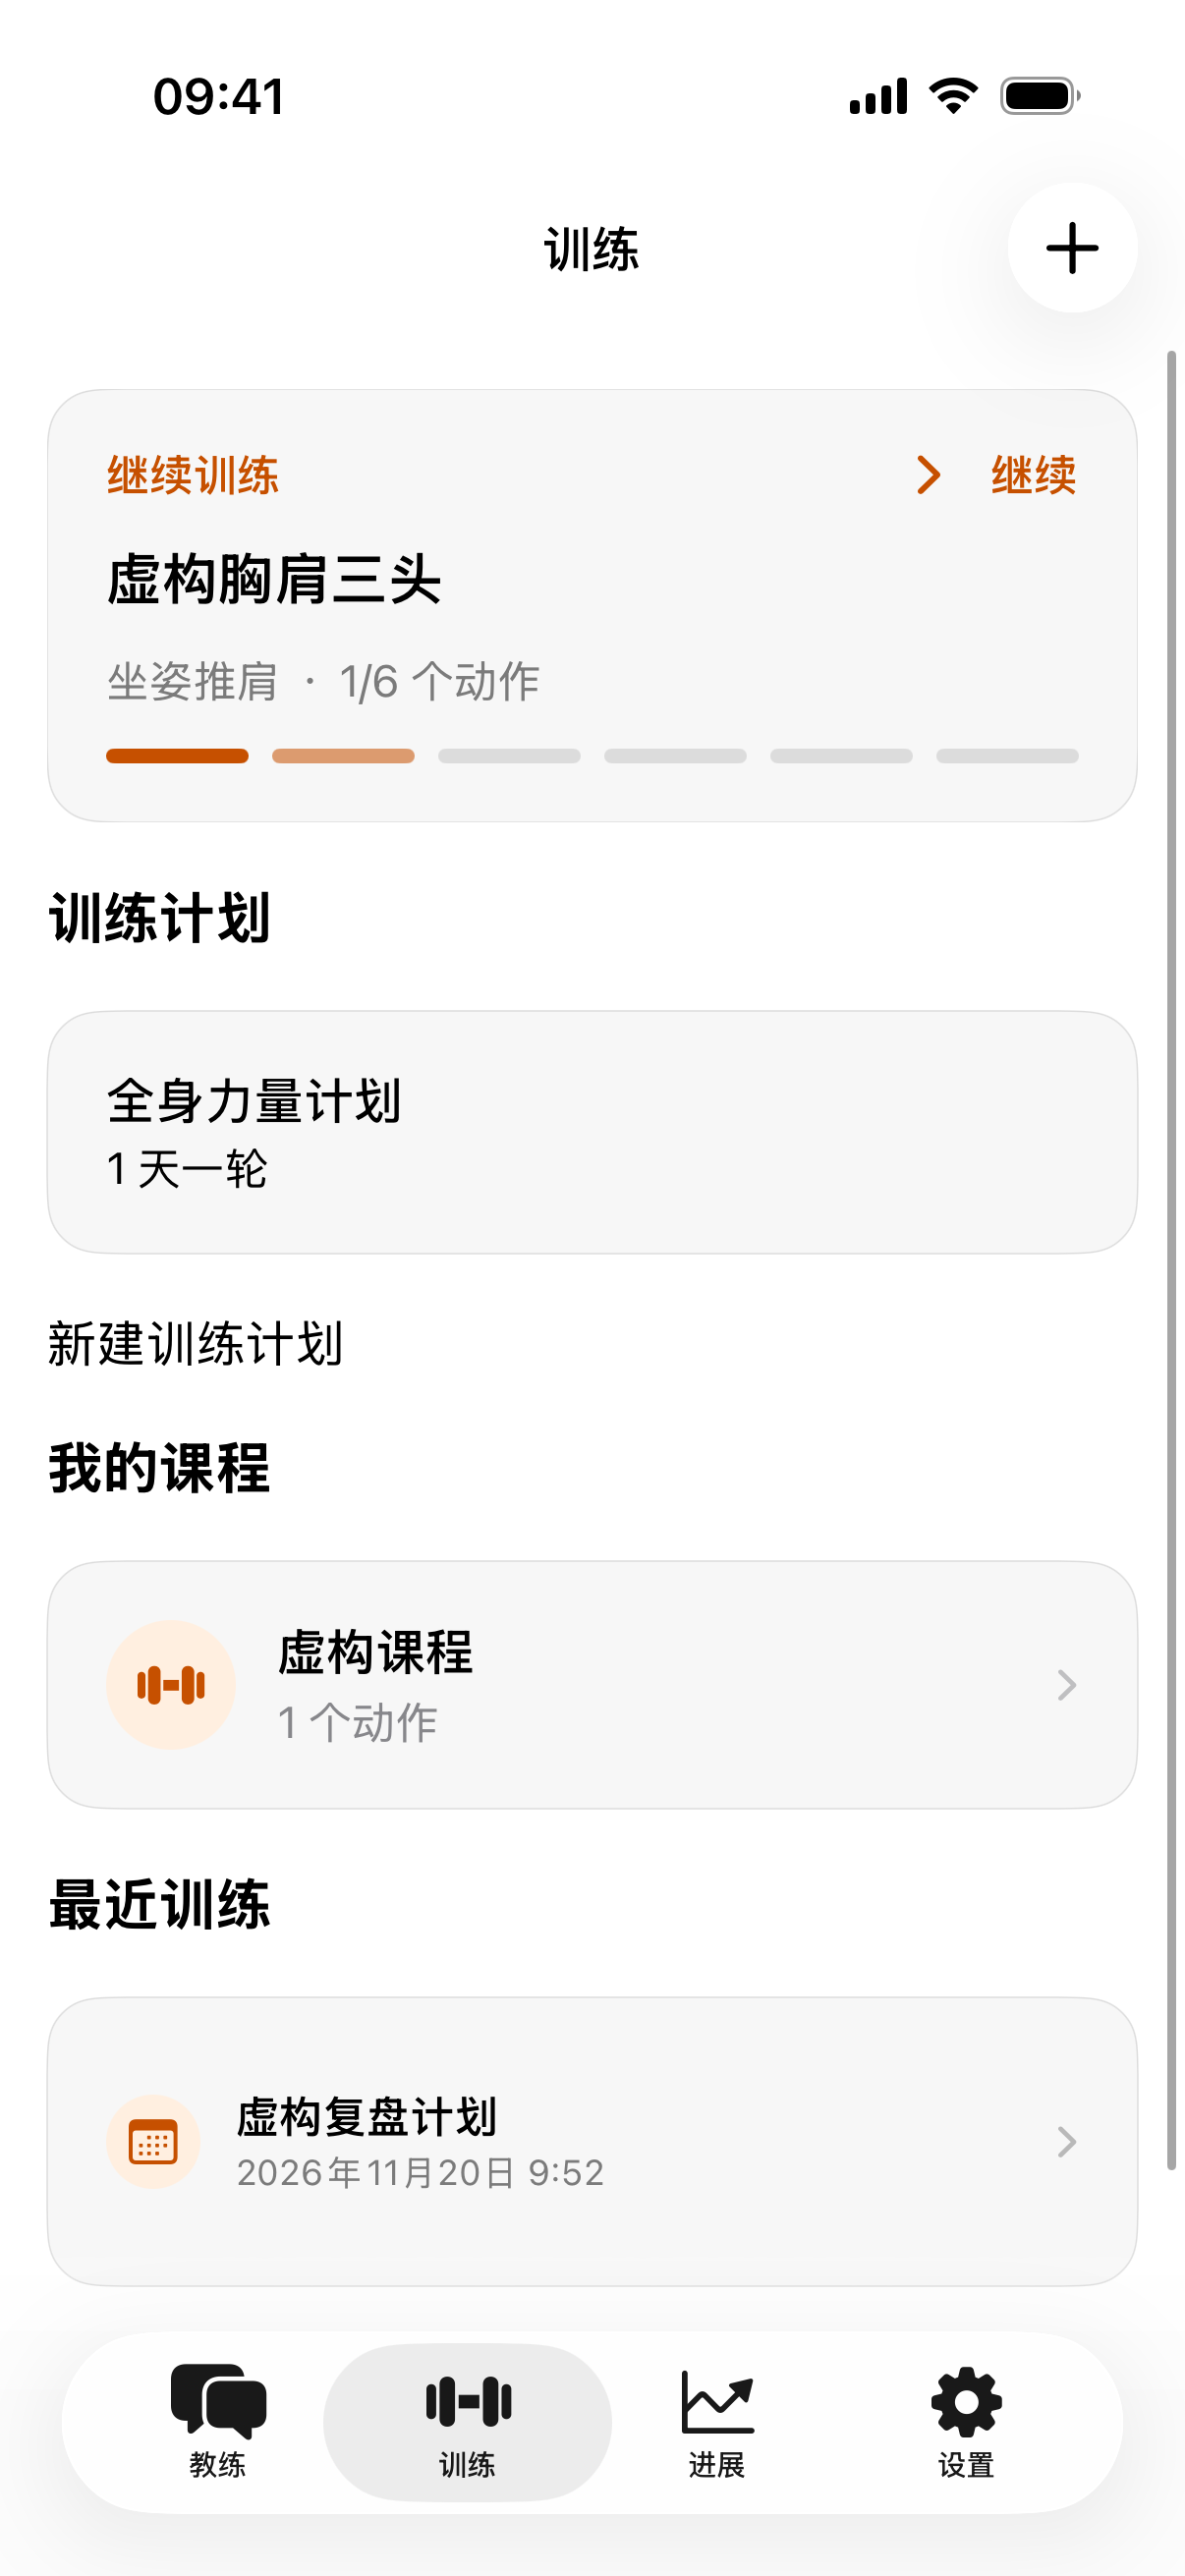 09:41
训练
继续训练
继续
虚构胸肩三头
坐姿推肩 · 1/6 个动作
训练计划
全身力量计划
1 天一轮
新建训练计划
我的课程
虚构课程
1 个动作
最近训练
虚构复盘计划
2026年11月20日 9:52
教练
训练
进展
设置